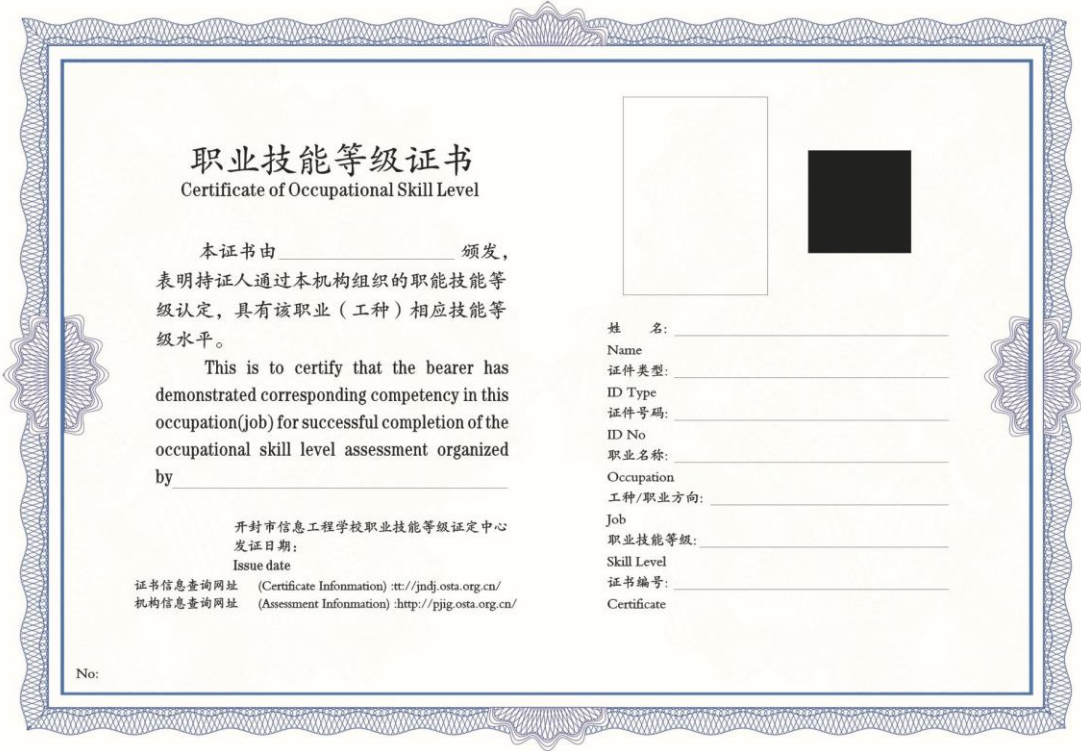 职业技能等级证书
Certificate of Occupational Skill Level
本证书由 颁发，
表明持证人通过本机构组织的职能技能等
级认定，具有该职业（工种）相应技能等
级水平。
This is to certify that the bearer has
demonstrated corresponding competency in this
occupation(job) for successful completion of the
occupational skill level assessment organized
by
开封市信息工程学校职业技能等级证定中心
发证日期：
Issue date
证书信息查询网址 (Certificate Infonmation) :tt://jndj.osta.org.cn/
机构信息查询网址 (Assessment Infonmation) :http://pjig.osta.org.cn/
No:
姓 名:
Name
证件类型:
ID Type
证件号码:
ID No
职业名称:
Occupation
工种/职业方向:
Job
职业技能等级:
Skill Level
证书编号:
Certificate